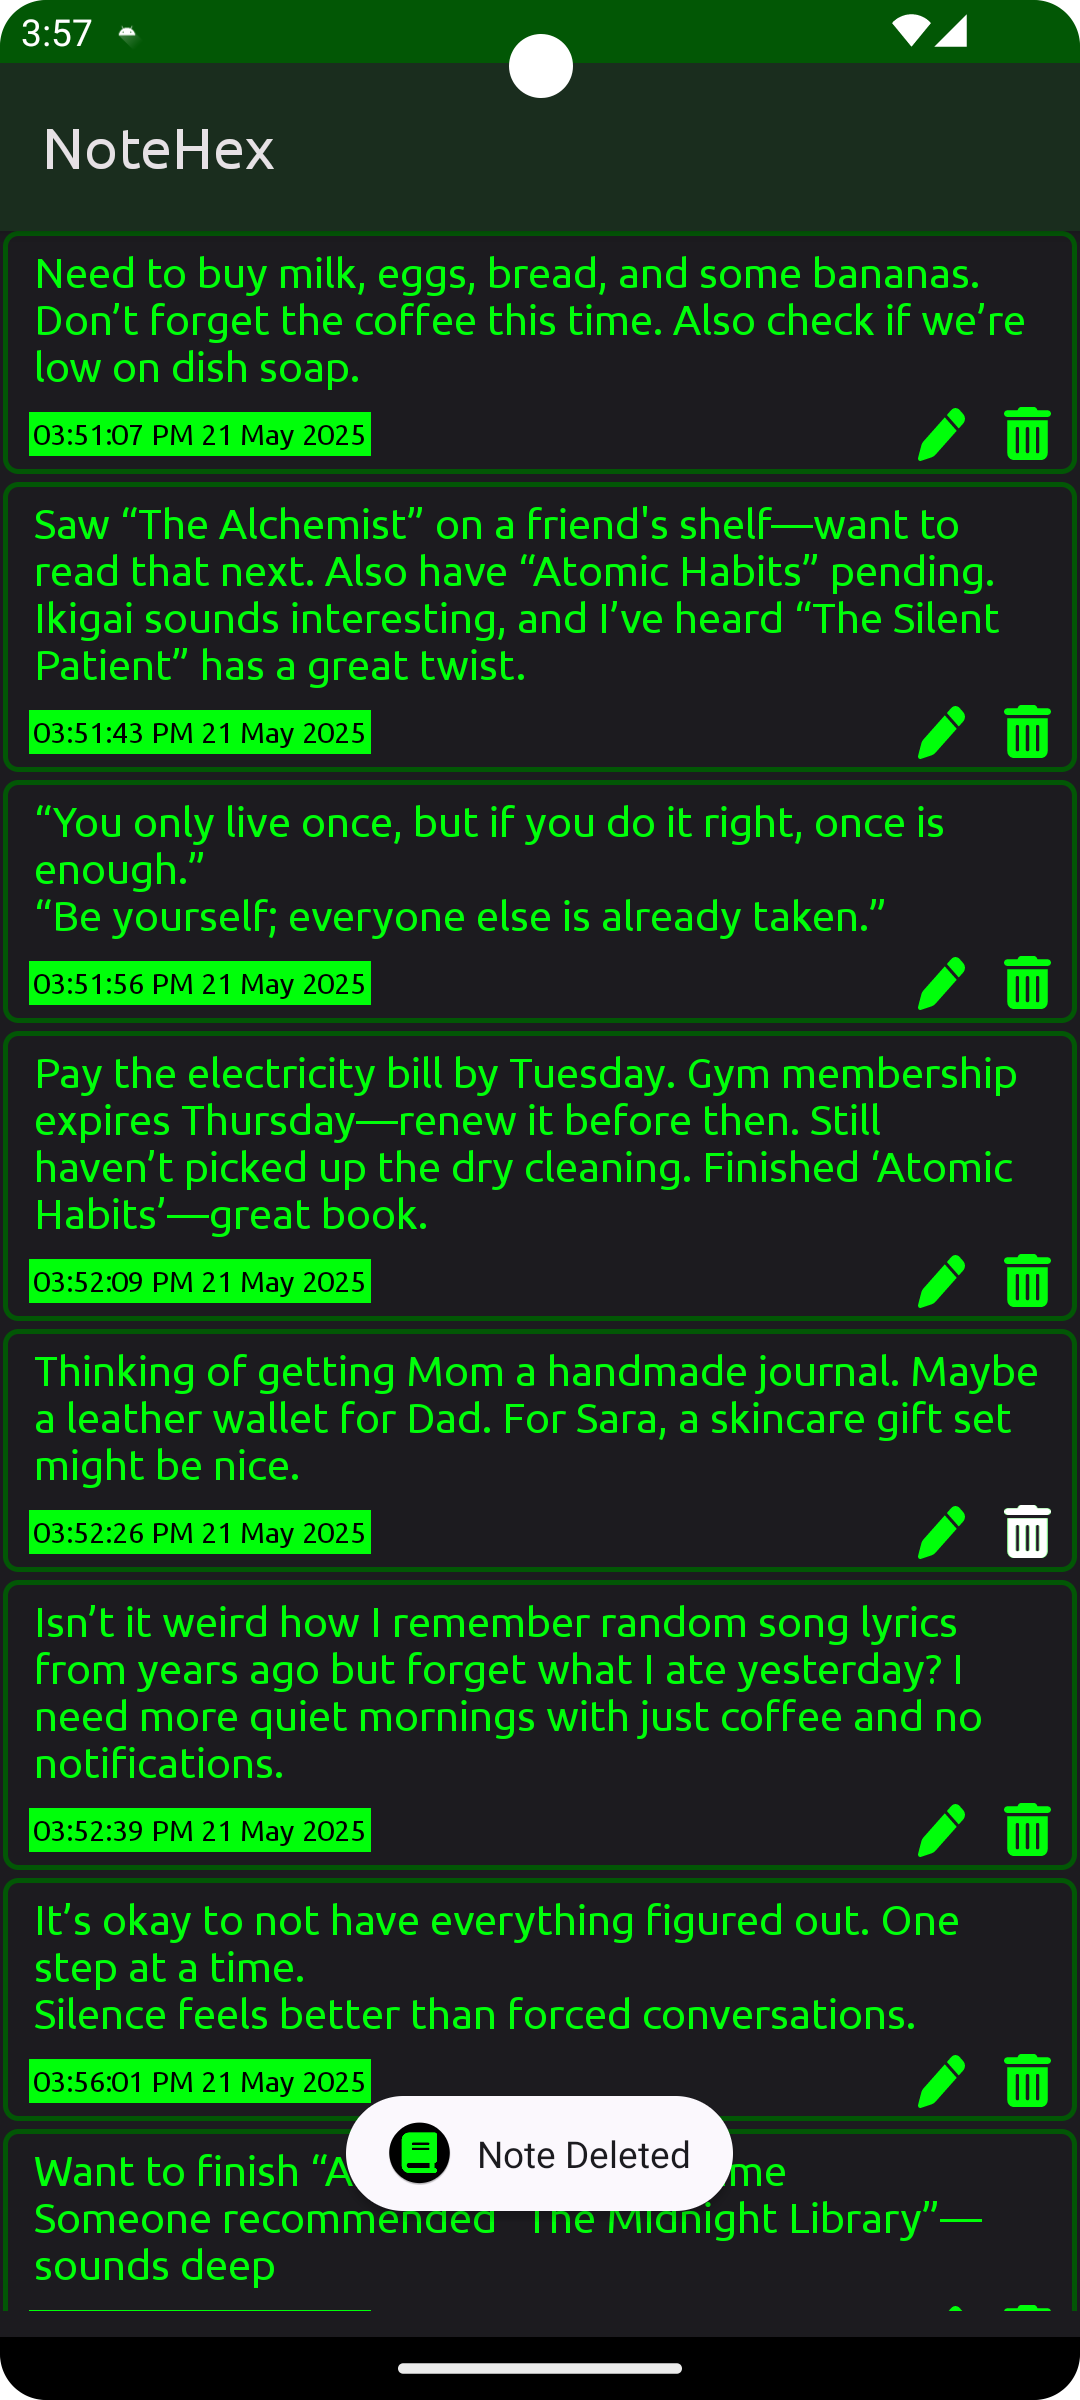 3:57
NoteHex
Need to buy milk, eggs, bread, and some bananas.
Don’t forget the coffee this time. Also check if we’re
low on dish soap.
03:51:07 PM 21 May 2025
Saw “The Alchemist” on a friend's shelf—want to
read that next. Also have “Atomic Habits” pending.
Ikigai sounds interesting, and I’ve heard “The Silent
Patient” has a great twist.
03:51:43 PM 21 May 2025
“You only live once, but if you do it right, once is
enough.”
“Be yourself; everyone else is already taken.”
03:51:56 PM 21 May 2025
Pay the electricity bill by Tuesday. Gym membership
expires Thursday—renew it before then. Still
haven’t picked up the dry cleaning. Finished ‘Atomic
Habits’—great book.
03:52:09 PM 21 May 2025
Thinking of getting Mom a handmade journal. Maybe
a leather wallet for Dad. For Sara, a skincare gift set
might be nice.
03:52:26 PM 21 May 2025
Isn’t it weird how I remember random song lyrics
from years ago but forget what I ate yesterday? I
need more quiet mornings with just coffee and no
notifications.
03:52:39 PM 21 May 2025
It’s okay to not have everything figured out. One
step at a time.
Silence feels better than forced conversations.
03:56:01 PM 21 May 2025
Note Deleted
Want to finish
Someone recommended “The Midnight Library”—
sounds deep